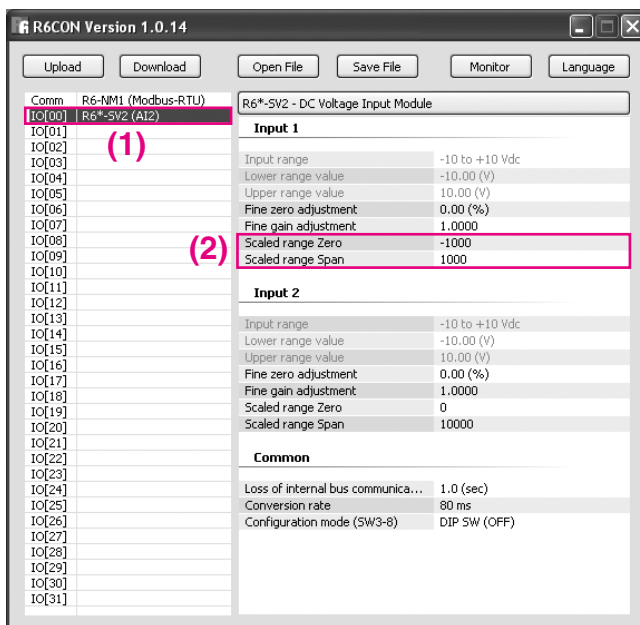 R6CON Version 1.0.14
Upload Download Open File Save File Monitor Language
Comm R6-NM1 (Modbus-RTU)
IO[00] R6*-SV2 (AI2)
IO[01]
IO[02]
IO[03]
IO[04]
IO[05]
IO[06]
IO[07]
IO[08]
IO[09]
IO[10]
IO[11]
IO[12]
IO[13]
IO[14]
IO[15]
IO[16]
IO[17]
IO[18]
IO[19]
IO[20]
IO[21]
IO[22]
IO[23]
IO[24]
IO[25]
IO[26]
IO[27]
IO[28]
IO[29]
IO[30]
IO[31]
(1)
R6*-SV2 - DC Voltage Input Module
Input 1
Input range -10 to +10 Vdc
Lower range value -10.00 (V)
Upper range value 10.00 (V)
Fine zero adjustment 0.00 (%)
Fine gain adjustment 1.0000
(2)
Scaled range Zero -1000
Scaled range Span 1000
Input 2
Input range -10 to +10 Vdc
Lower range value -10.00 (V)
Upper range value 10.00 (V)
Fine zero adjustment 0.00 (%)
Fine gain adjustment 1.0000
Scaled range Zero 0
Scaled range Span 10000
Common
Loss of internal bus communica... 1.0 (sec)
Conversion rate 80 ms
Configuration mode (SW3-8) DIP SW (OFF)